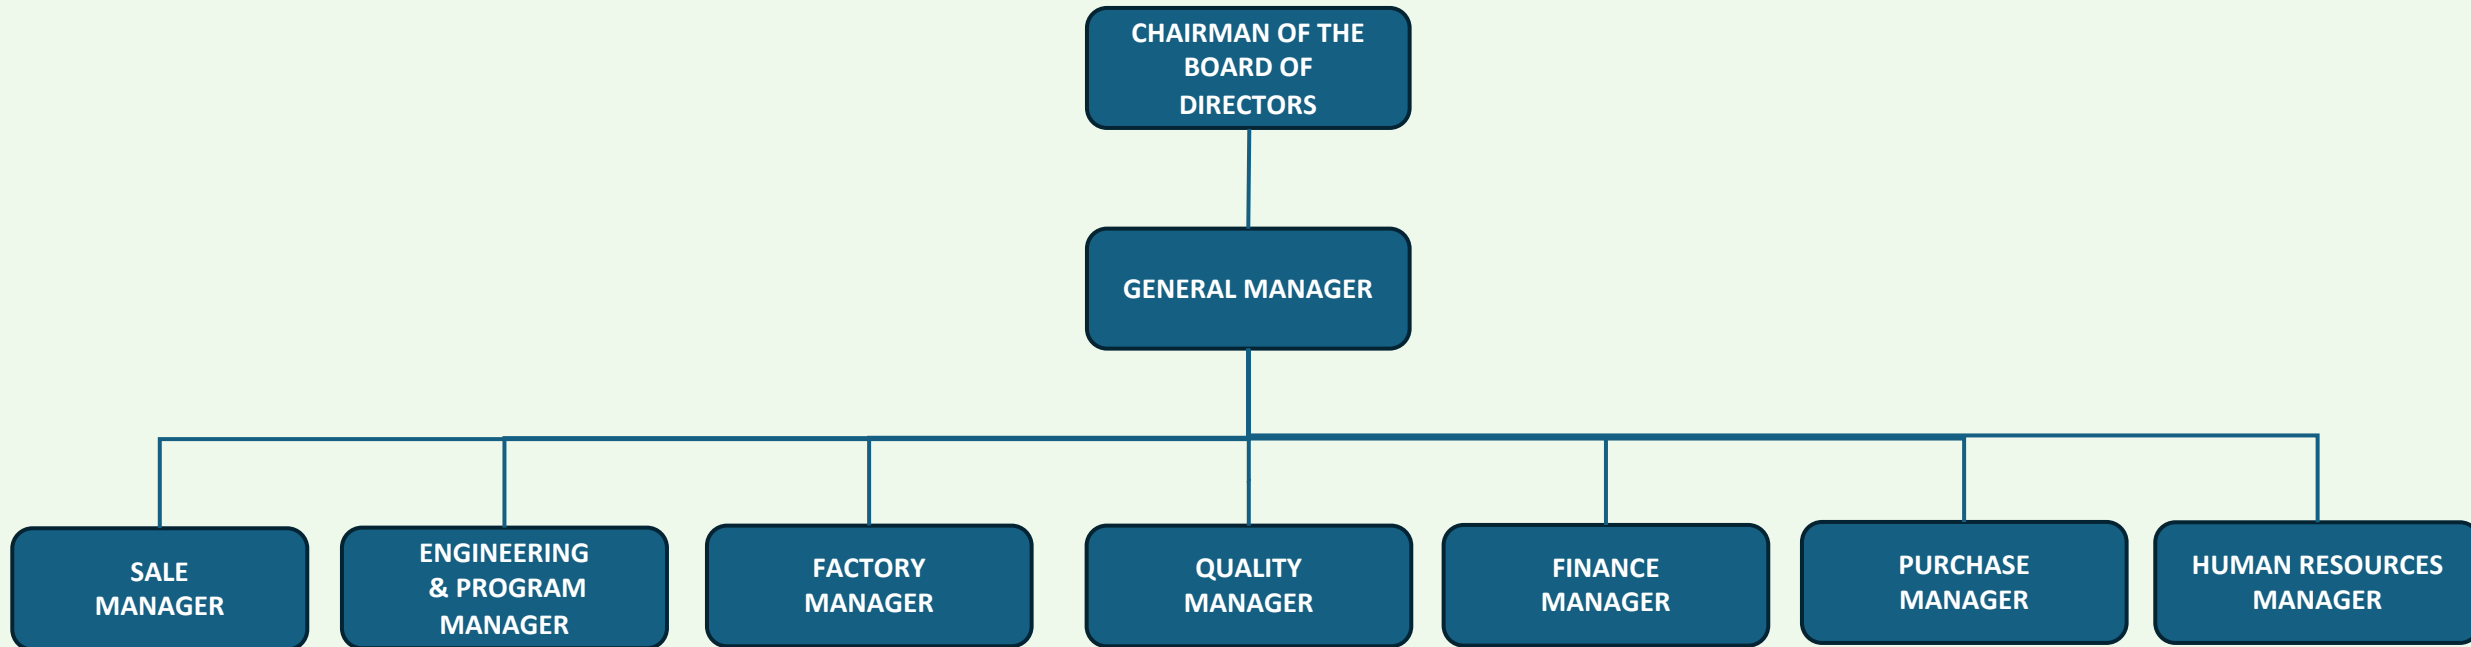 CHAIRMAN OF THE
BOARD OF
DIRECTORS
GENERAL MANAGER
SALE
MANAGER
ENGINEERING
& PROGRAM
MANAGER
FACTORY
MANAGER
QUALITY
MANAGER
FINANCE
MANAGER
PURCHASE
MANAGER
HUMAN RESOURCES
MANAGER